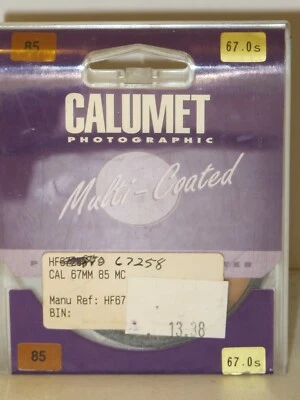 85 67.0s
CALUMET
PHOTOGRAPHIC
Multi-Coated
67258
CAL 67MM 85 MC
Manu Ref: HF67
BIN:
13.38
85 67.0s